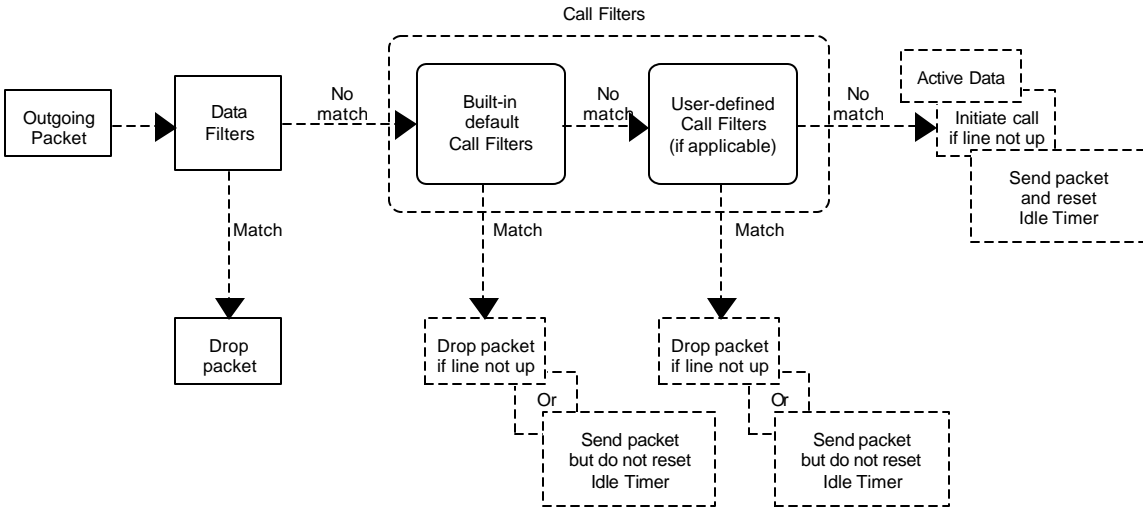 Call Filters
Outgoing
Packet
Data
Filters
No
match
Built-in
default
Call Filters
No
match
User-defined
Call Filters
(if applicable)
No
match
Active Data
Initiate call
if line not up
Send packet
and reset
Idle Timer
Match
Match
Match
Drop
packet
Drop packet
if line not up
Or
Send packet
but do not reset
Idle Timer
Drop packet
if line not up
Or
Send packet
but do not reset
Idle Timer